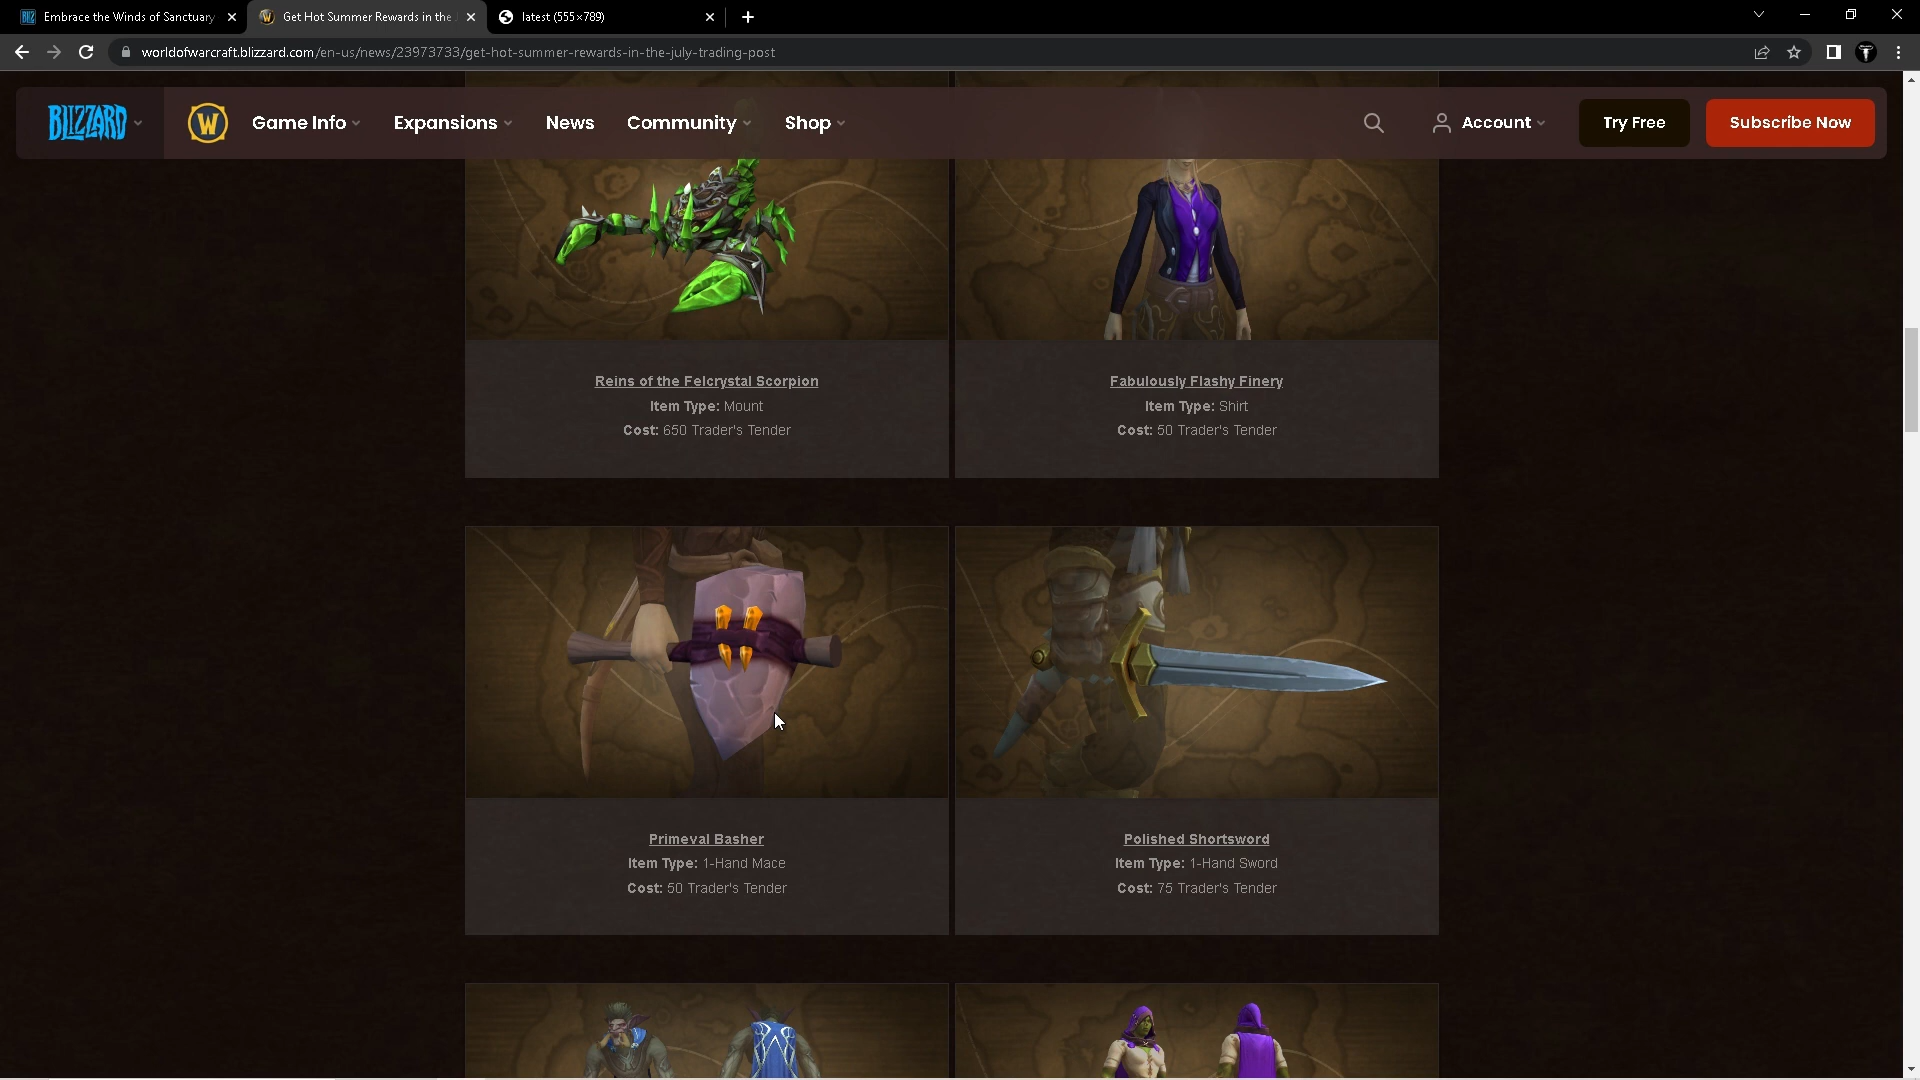 Embrace the Winds of Sanctuary
Get Hot Summer Rewards in the J
latest (555×789)
worldofwarcraft.blizzard.com/en-us/news/23973733/get-hot-summer-rewards-in-the-july-trading-post
BLIZZARD
W
Game Info
Expansions
News
Community
Shop
Account
Try Free
Subscribe Now
Reins of the Felcrystal Scorpion
Item Type: Mount
Cost: 650 Trader's Tender
Fabulously Flashy Finery
Item Type: Shirt
Cost: 50 Trader's Tender
Primeval Basher
Item Type: 1-Hand Mace
Cost: 50 Trader's Tender
Polished Shortsword
Item Type: 1-Hand Sword
Cost: 75 Trader's Tender